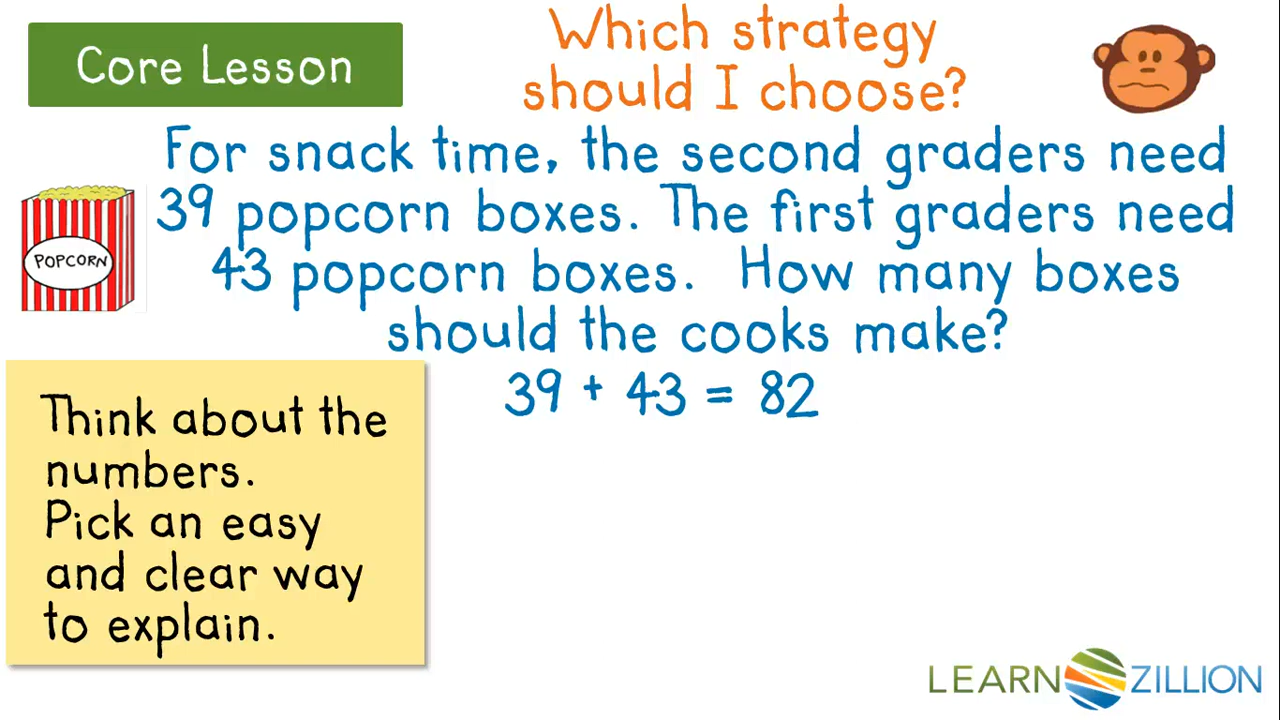 Core Lesson
Which strategy
should I choose?
For snack time, the second graders need
39 popcorn boxes. The first graders need
43 popcorn boxes. How many boxes
should the cooks make?
39 + 43 = 82
POPCORN
Think about the
numbers.
Pick an easy
and clear way
to explain.
LEARN ZILLION